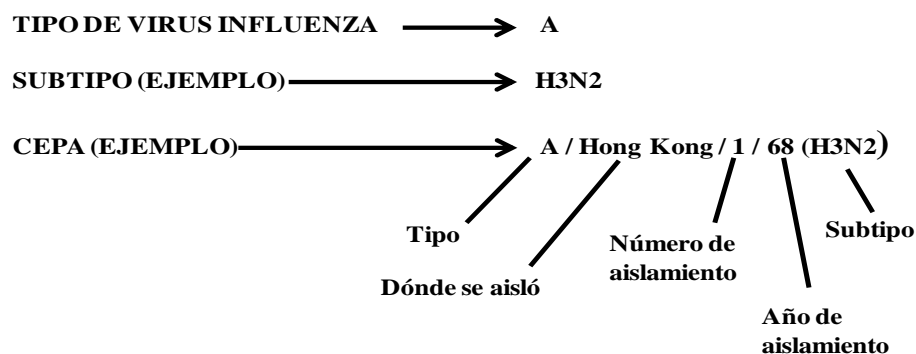 TIPO DE VIRUS INFLUENZA A
SUBTIPO (EJEMPLO) H3N2
CEPA (EJEMPLO) A / Hong Kong / 1 / 68 (H3N2)
Tipo
Dónde se aisló
Número de
aislamiento
Año de
aislamiento
Subtipo